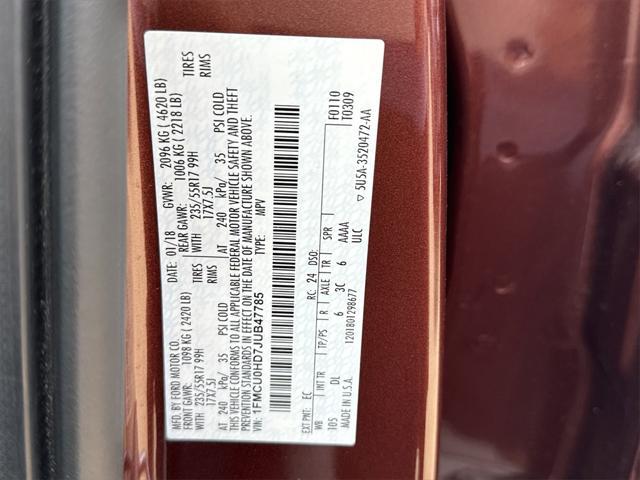 MFD. BY FORD MOTOR CO.
DATE: 01/18 GVWR: 2096 KG ( 4620 LB)
FRONT GAWR: 1098 KG ( 2420 LB) REAR GAWR: 1006 KG ( 2218 LB)
WITH 235/55R17 99H TIRES WITH 235/55R17 99H TIRES
17X7.5J RIMS 17X7.5J RIMS
AT 240 kPa/ 35 PSI COLD AT 240 kPa/ 35 PSI COLD
THIS VEHICLE CONFORMS TO ALL APPLICABLE FEDERAL MOTOR VEHICLE SAFETY AND THEFT
PREVENTION STANDARDS IN EFFECT ON THE DATE OF MANUFACTURE SHOWN ABOVE.
VIN: 1FMCU0HD7JUB47785 TYPE: MPV
F0110
T0309
EXT PNT: EC RC: 24 DSO:
WB INT TR TP/PS R AXLE TR SPR
105 DL 6 3C 6 AAAA
ULC
MADE IN U.S.A. 1201801298677
▽ 5U5A-3520472-AA